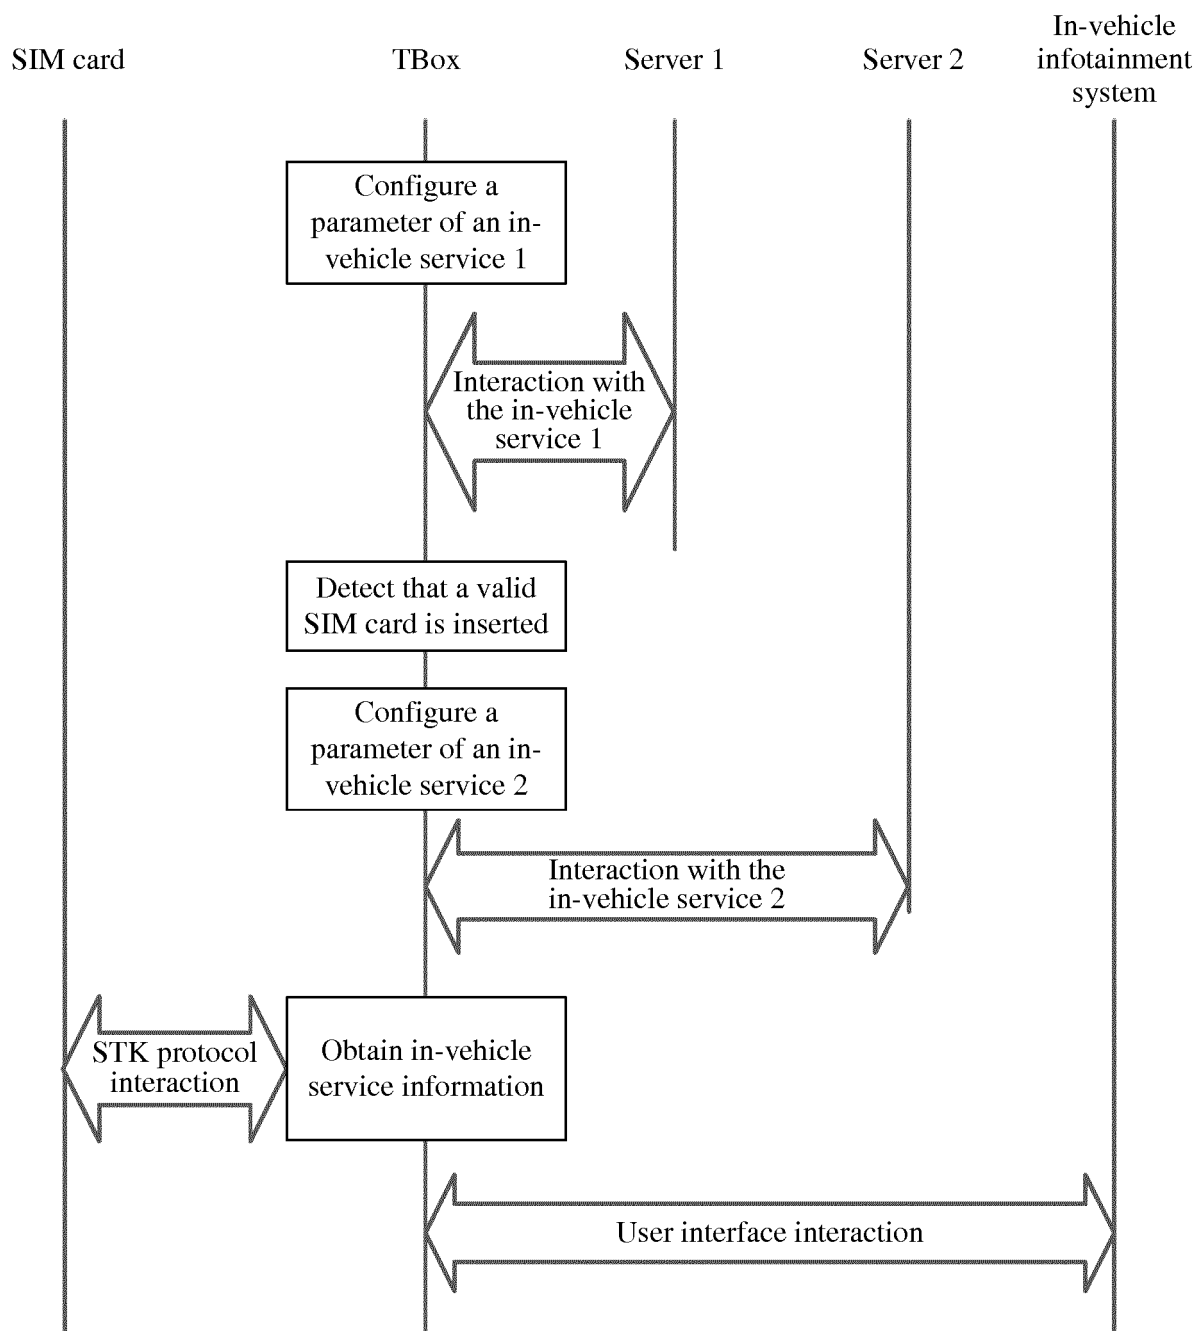 SIM card
TBox
Server 1
Server 2
In-vehicle
infotainment
system
Configure a
parameter of an in-
vehicle service 1
Interaction with
the in-vehicle
service 1
Detect that a valid
SIM card is inserted
Configure a
parameter of an in-
vehicle service 2
Interaction with the
in-vehicle service 2
STK protocol
interaction
Obtain in-vehicle
service information
User interface interaction